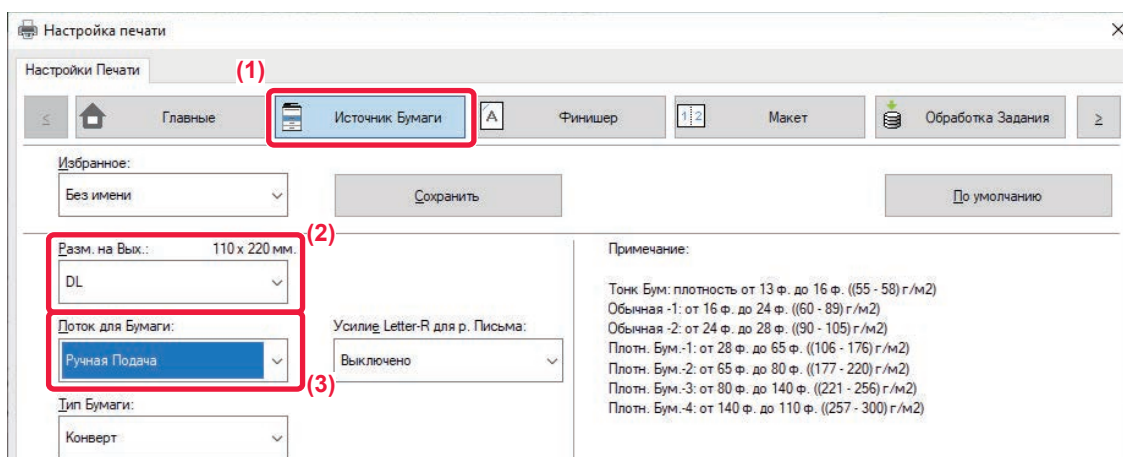 Настройка печати
Настройки Печати
(1)
Главные
Источник Бумаги
Финишер
Макет
Обработка Задания
Избранное:
Без имени
Сохранить
По умолчанию
(2)
Разм. на Вых.: 110 x 220 мм.
DL
Поток для Бумаги:
Ручная Подача
(3)
Тип Бумаги:
Конверт
Усилие Letter-R для р. Письма:
Выключено
Примечание:
Тонк Бум: плотность от 13 ф. до 16 ф. ((55 - 58) г/м2)
Обычная -1: от 16 ф. до 24 ф. ((60 - 89) г/м2)
Обычная -2: от 24 ф. до 28 ф. ((90 - 105) г/м2)
Плотн. Бум.-1: от 28 ф. до 65 ф. ((106 - 176) г/м2)
Плотн. Бум.-2: от 65 ф. до 80 ф. ((177 - 220) г/м2)
Плотн. Бум.-3: от 80 ф. до 140 ф. ((221 - 256) г/м2)
Плотн. Бум.-4: от 140 ф. до 110 ф. ((257 - 300) г/м2)